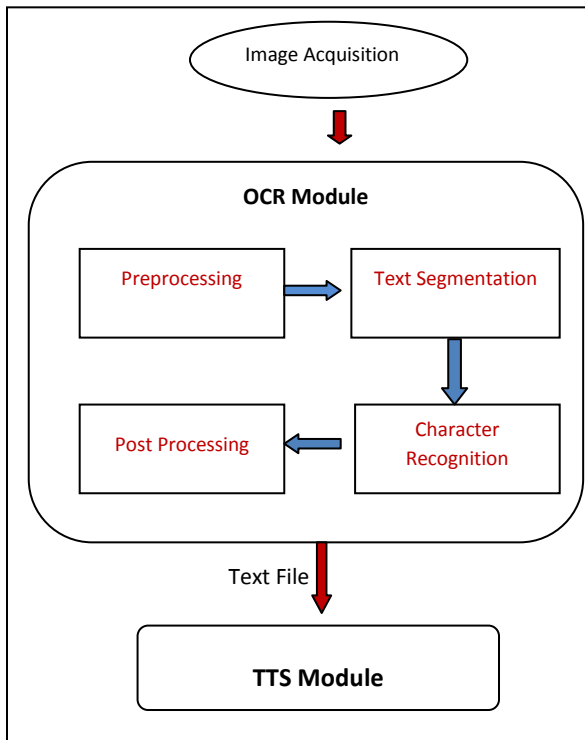 Image Acquisition
OCR Module
Preprocessing
Text Segmentation
Character
Recognition
Post Processing
Text File
TTS Module